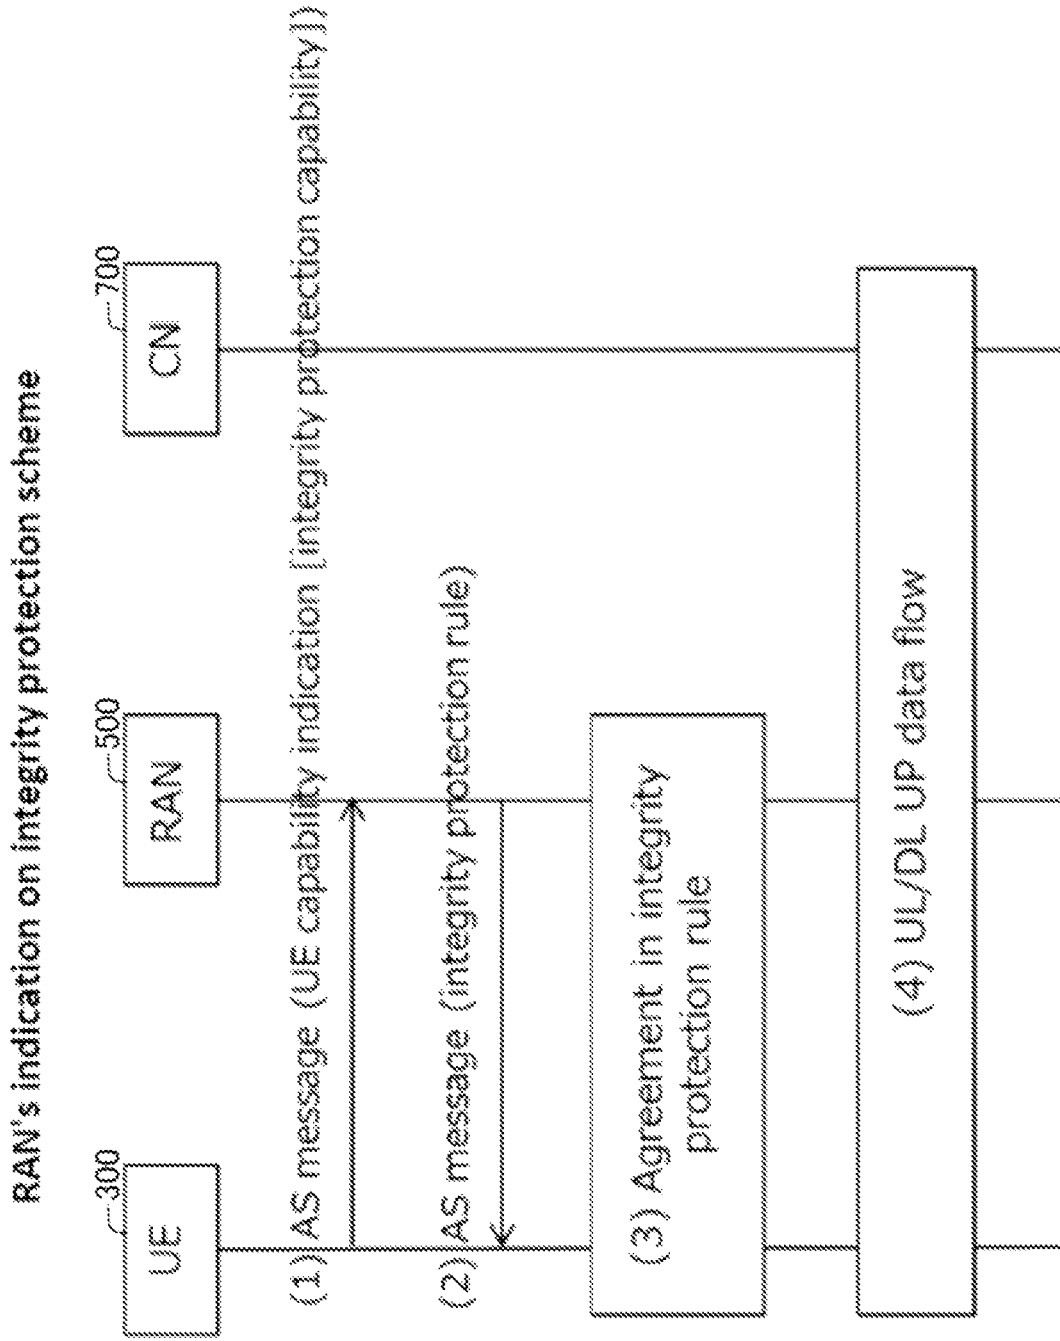 RAN's indication on integrity protection scheme
300
500
700
UE
RAN
CN
(1) AS message (UE capability indication [integrity protection capability])
(2) AS message (integrity protection rule)
(3) Agreement in integrity
protection rule
(4) UL/DL UP data flow